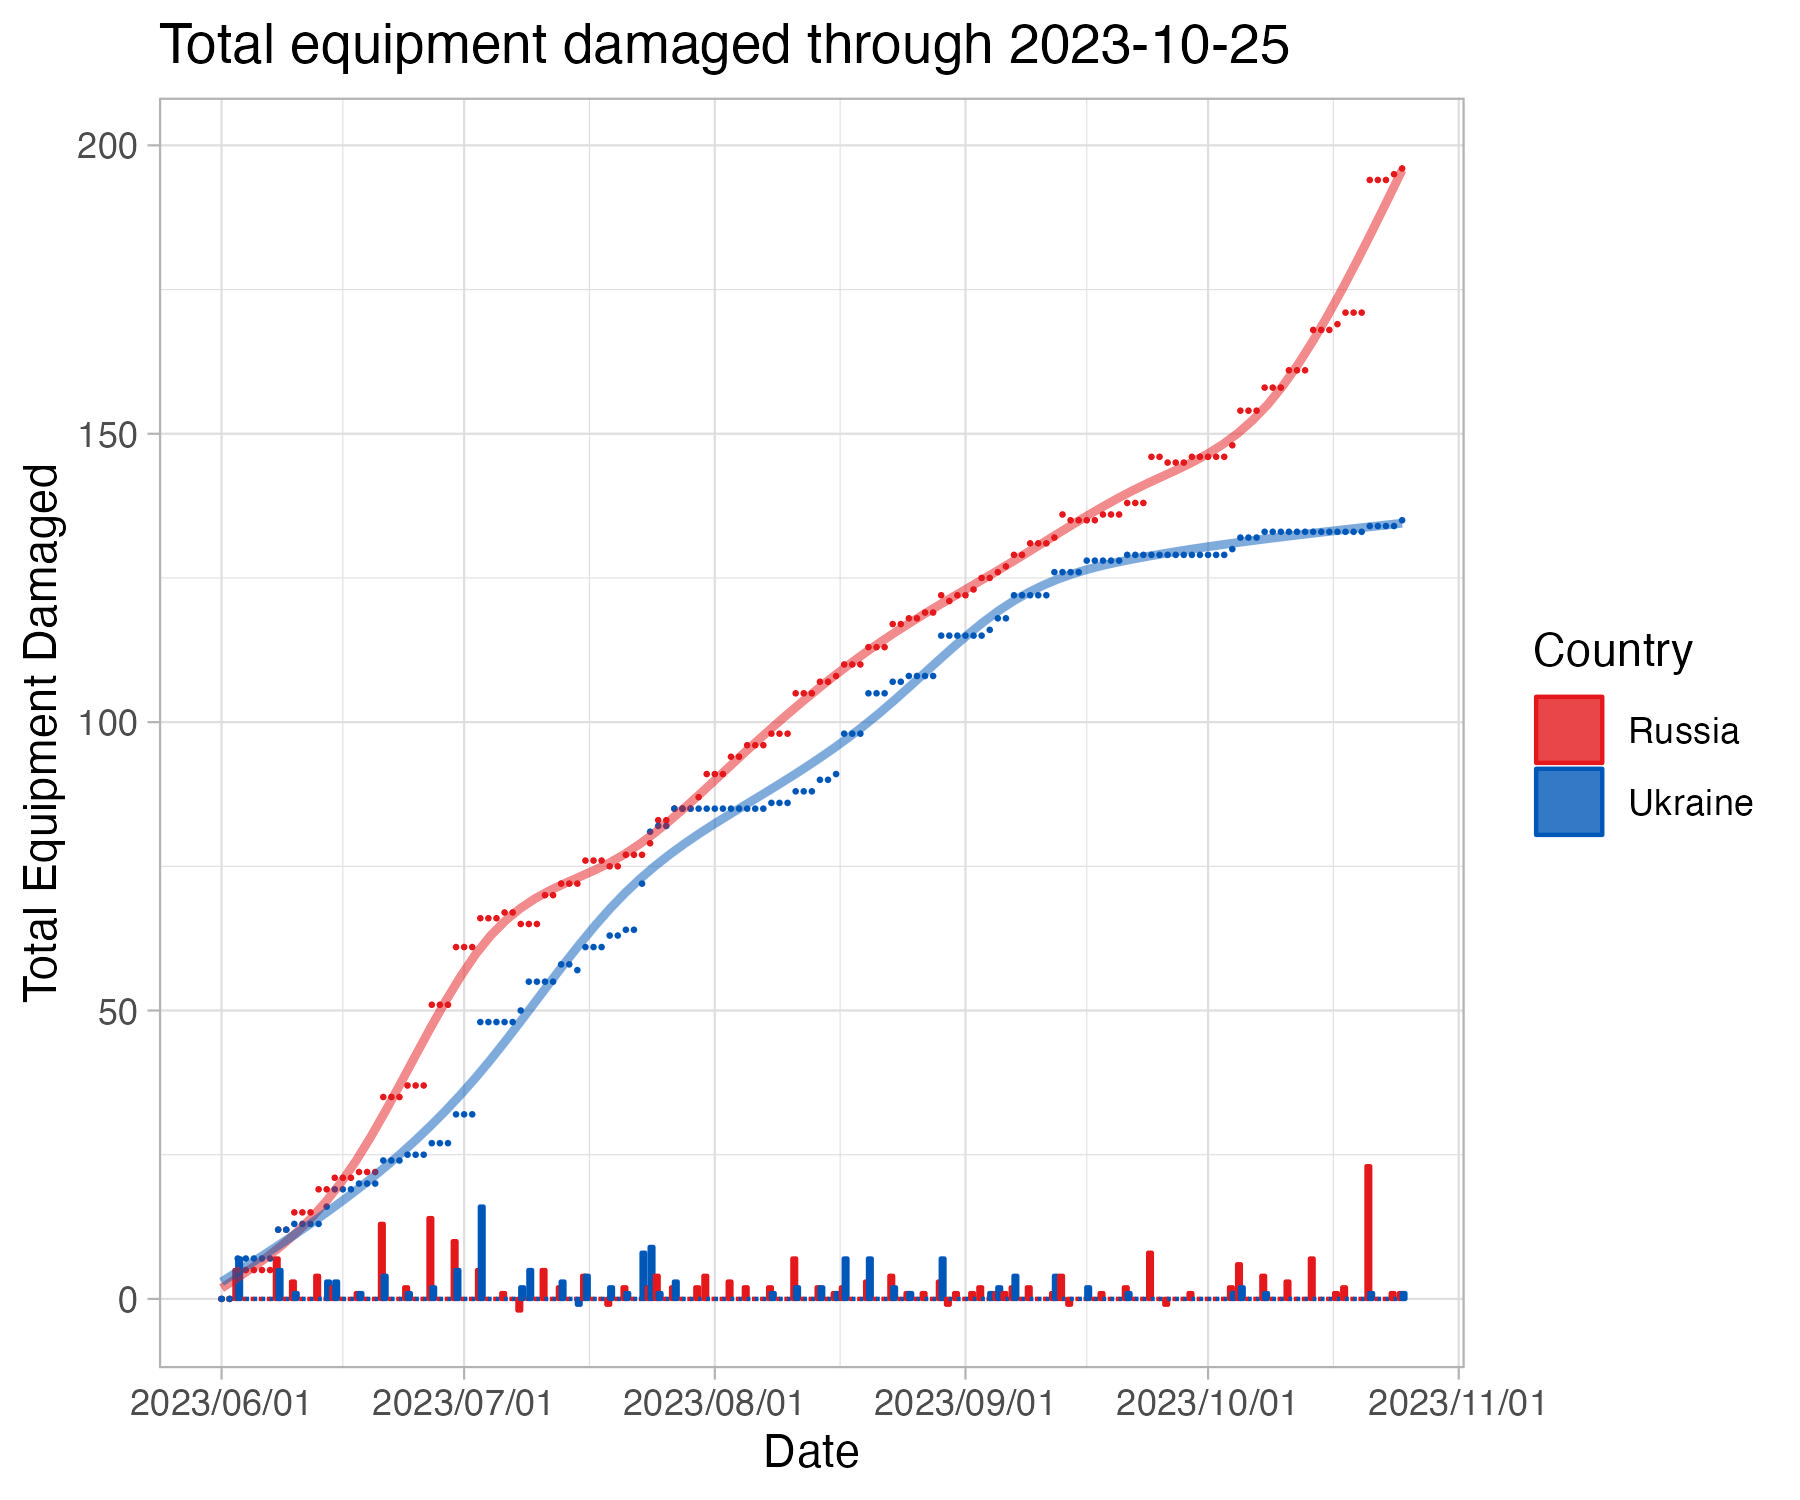 Total equipment damaged through 2023-10-25
Total Equipment Damaged
200
150
100
50
0
2023/06/01 2023/07/01 2023/08/01 2023/09/01 2023/10/01 2023/11/01
Date
Country
Russia
Ukraine